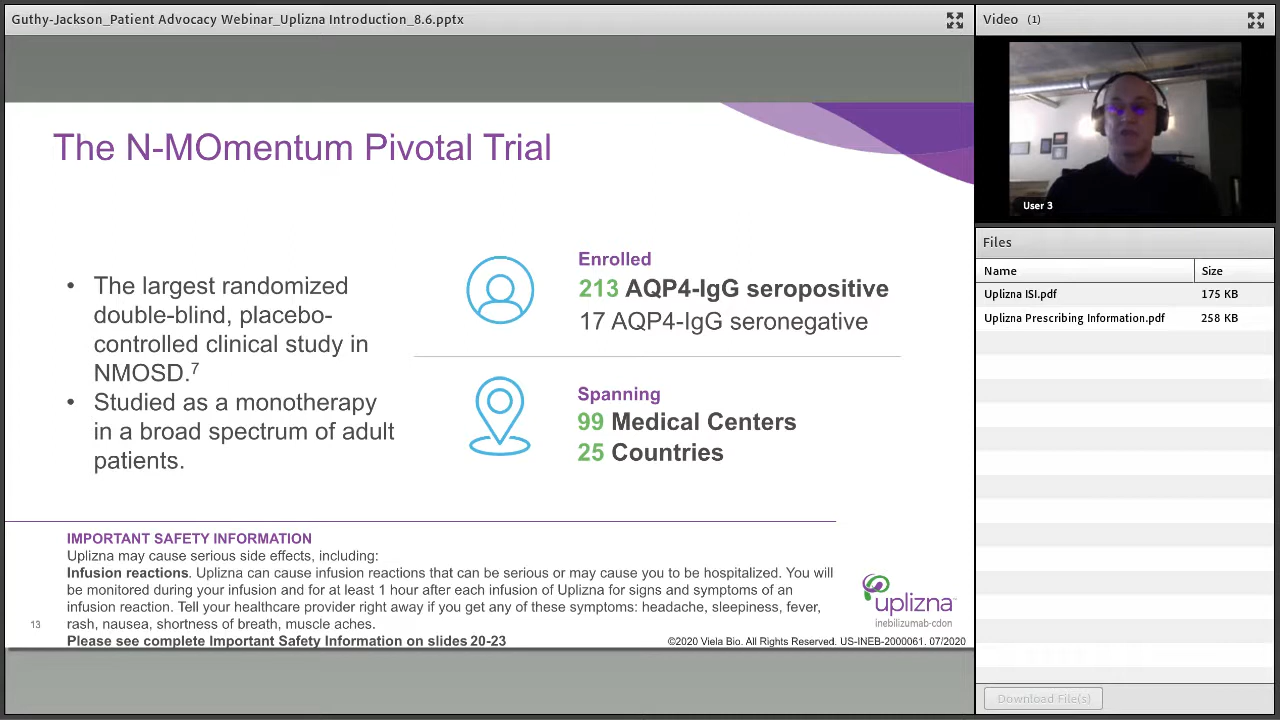 Guthy-Jackson_Patient Advocacy Webinar_Uplizna Introduction_8.6.pptx
The N-MOmentum Pivotal Trial
• The largest randomized
double-blind, placebo-
controlled clinical study in
NMOSD.7
• Studied as a monotherapy
in a broad spectrum of adult
patients.
Enrolled
213 AQP4-IgG seropositive
17 AQP4-IgG seronegative
Spanning
99 Medical Centers
25 Countries
IMPORTANT SAFETY INFORMATION
Uplizna may cause serious side effects, including:
Infusion reactions. Uplizna can cause infusion reactions that can be serious or may cause you to be hospitalized. You will
be monitored during your infusion and for at least 1 hour after each infusion of Uplizna for signs and symptoms of an
infusion reaction. Tell your healthcare provider right away if you get any of these symptoms: headache, sleepiness, fever,
rash, nausea, shortness of breath, muscle aches.
Please see complete Important Safety Information on slides 20-23
13
uplizna™
inebilizumab-cdon
©2020 Viela Bio. All Rights Reserved. US-INEB-2000061. 07/2020
Video (1)
User 3
Files
Name Size
Uplizna ISI.pdf 175 KB
Uplizna Prescribing Information.pdf 258 KB
Download File(s)